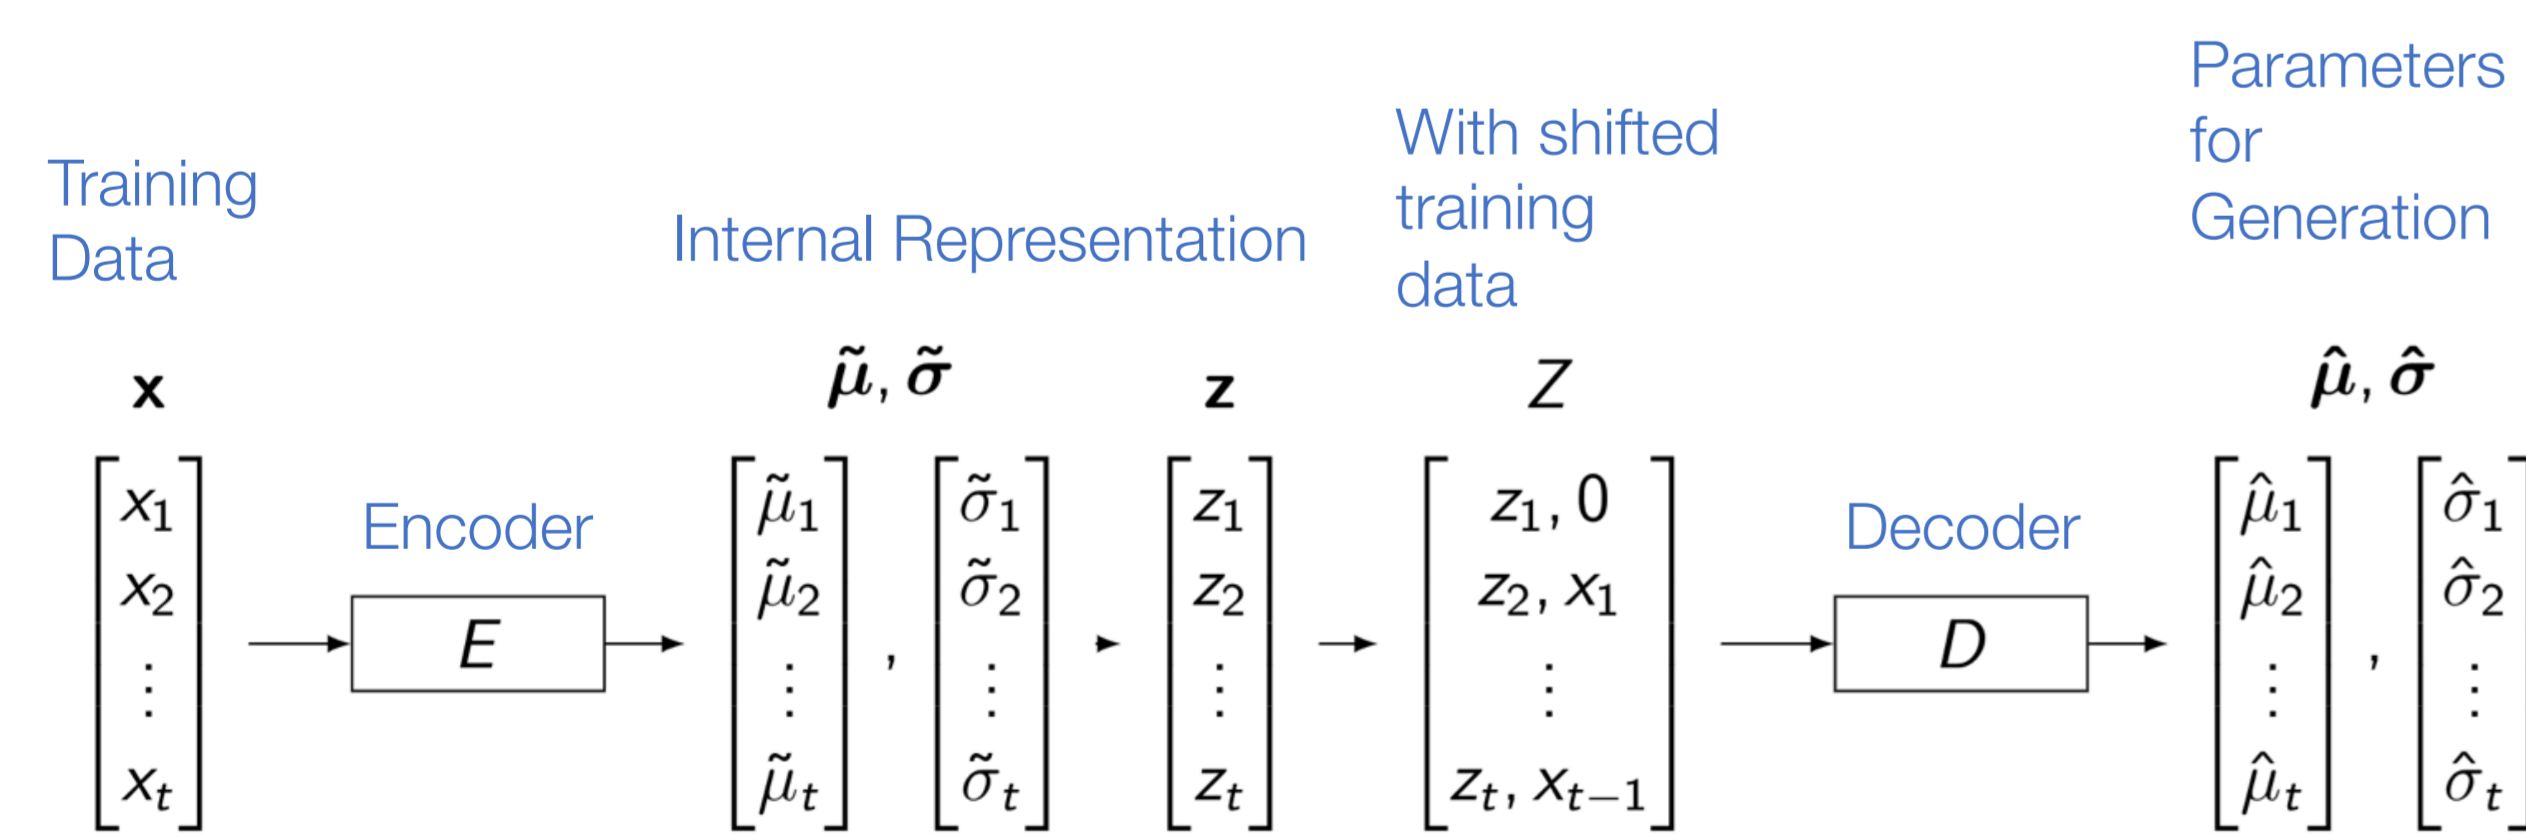 Training
Data
Internal Representation
With shifted
training
data
Parameters
for
Generation
x
μ̃, σ̃
z
Z
μ̂, σ̂
Encoder
Decoder
E
D
x₁
x₂
⋮
xₜ
μ̃₁
μ̃₂
⋮
μ̃ₜ
,
σ̃₁
σ̃₂
⋮
σ̃ₜ
z₁
z₂
⋮
zₜ
z₁, 0
z₂, x₁
⋮
zₜ, xₜ₋₁
μ̂₁
μ̂₂
⋮
μ̂ₜ
,
σ̂₁
σ̂₂
⋮
σ̂ₜ